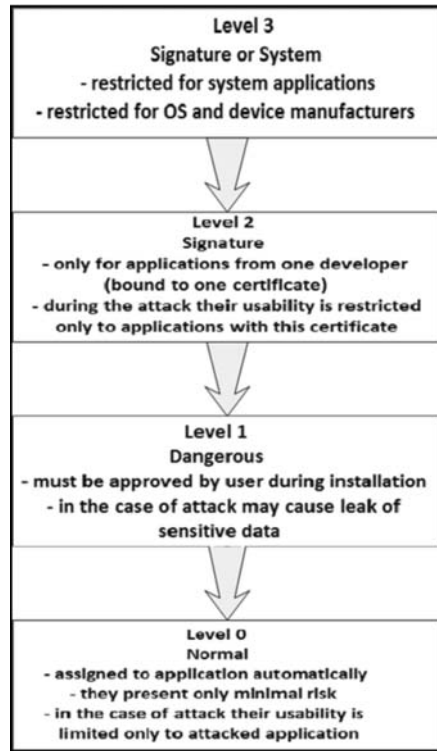 Level 3
Signature or System
- restricted for system applications
- restricted for OS and device manufacturers
Level 2
Signature
- only for applications from one developer
(bound to one certificate)
- during the attack their usability is restricted
only to applications with this certificate
Level 1
Dangerous
- must be approved by user during installation
- in the case of attack may cause leak of
sensitive data
Level 0
Normal
- assigned to application automatically
- they present only minimal risk
- in the case of attack their usability is
limited only to attacked application